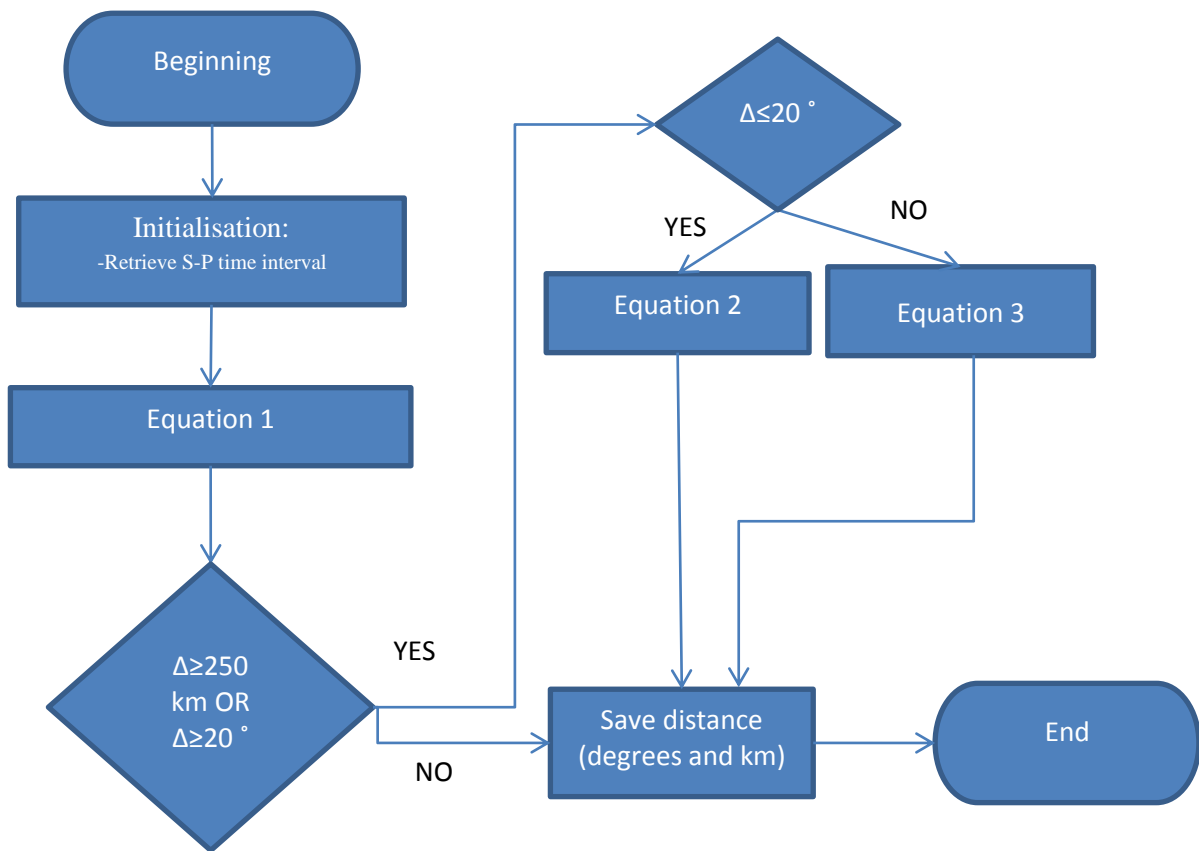 Beginning
Initialisation:
-Retrieve S-P time interval
Equation 1
Δ≥250
km OR
Δ≥20 ˚
YES
NO
Δ≤20 ˚
YES
NO
Equation 2
Equation 3
Save distance
(degrees and km)
End